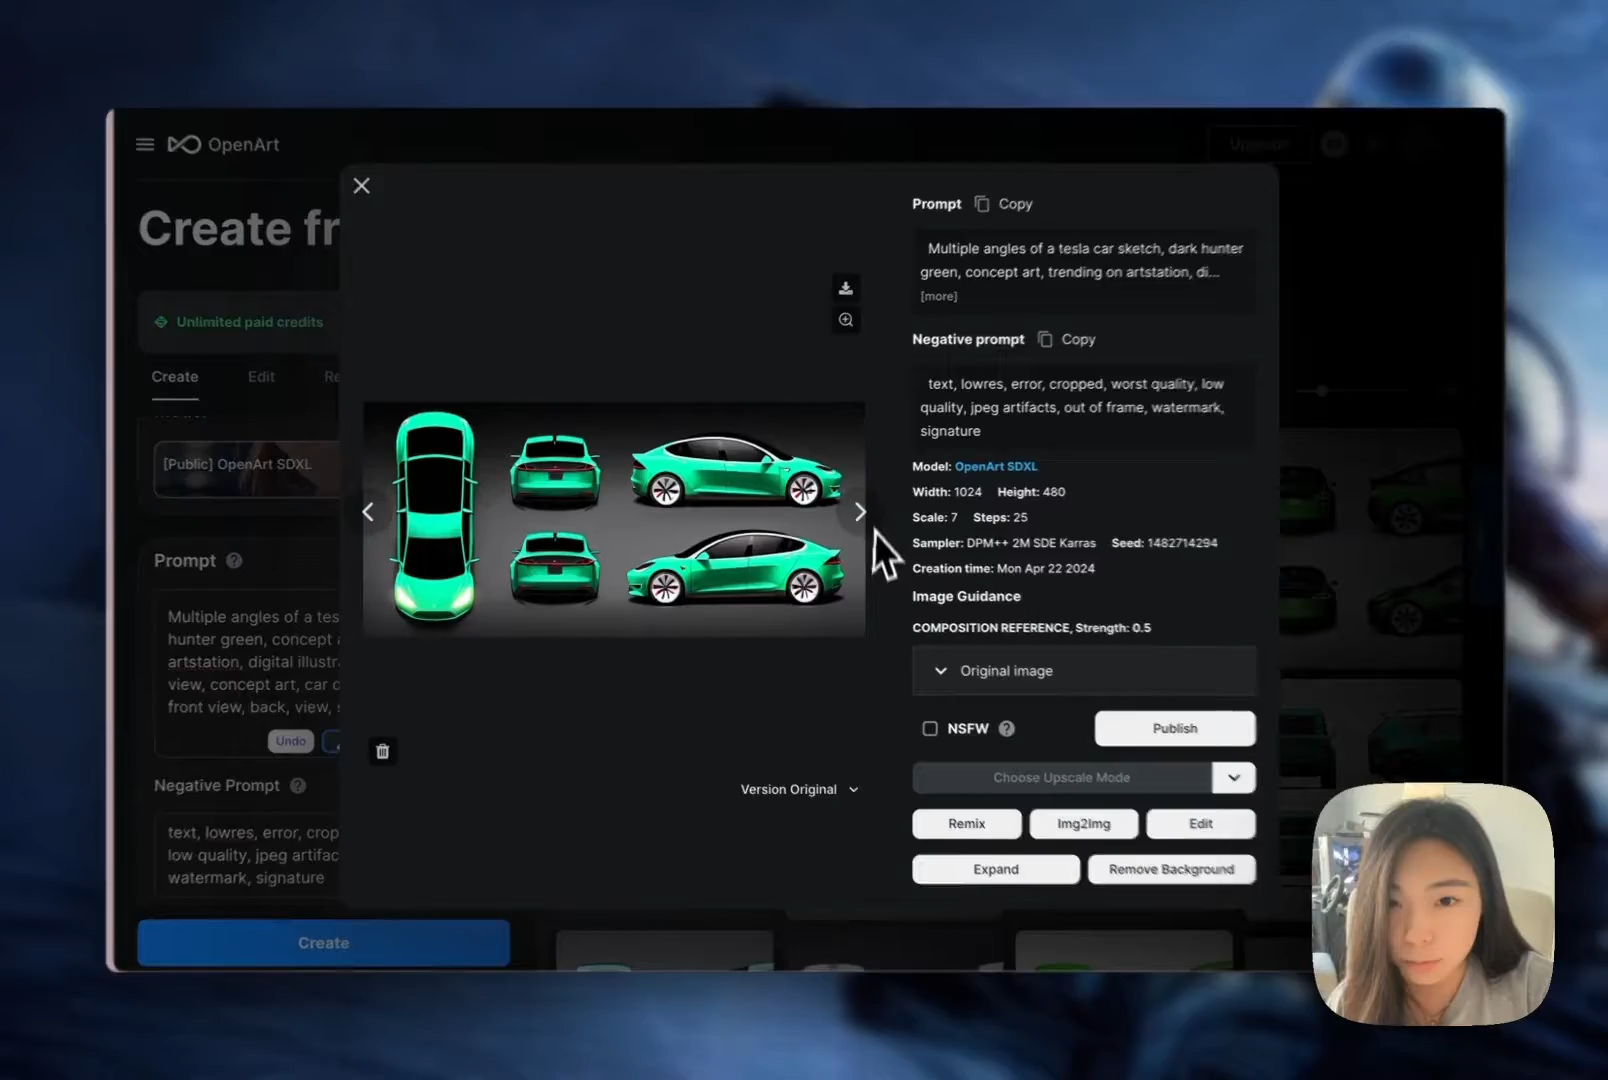 OpenArt
Upgrade
Create fr
Unlimited paid credits
Create Edit Re
[Public] OpenArt SDXL
Prompt
Multiple angles of a tes
hunter green, concept
artstation, digital illustr
view, concept art, car
front view, back, view,
Undo
Negative Prompt
text, lowres, error, crop
low quality, jpeg artifac
watermark, signature
Create
Version Original
Prompt Copy
Multiple angles of a tesla car sketch, dark hunter
green, concept art, trending on artstation, di...
[more]
Negative prompt Copy
text, lowres, error, cropped, worst quality, low
quality, jpeg artifacts, out of frame, watermark,
signature
Model: OpenArt SDXL
Width: 1024 Height: 480
Scale: 7 Steps: 25
Sampler: DPM++ 2M SDE Karras Seed: 1482714294
Creation time: Mon Apr 22 2024
Image Guidance
COMPOSITION REFERENCE, Strength: 0.5
Original image
NSFW
Publish
Choose Upscale Mode
Remix Img2Img Edit
Expand Remove Background